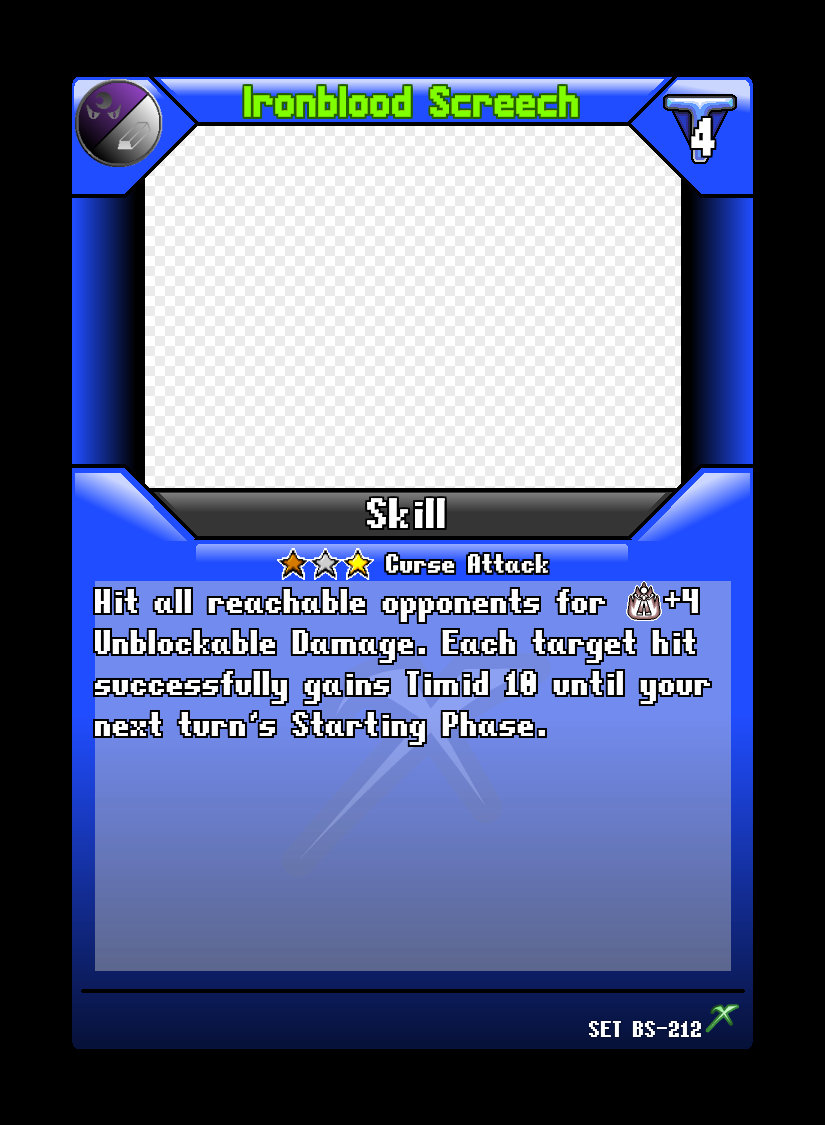 Ironblood Screech
4
Skill
Curse Attack
Hit all reachable opponents for +4
Unblockable Damage. Each target hit
successfully gains Timid 10 until your
next turn's Starting Phase.
SET BS-212